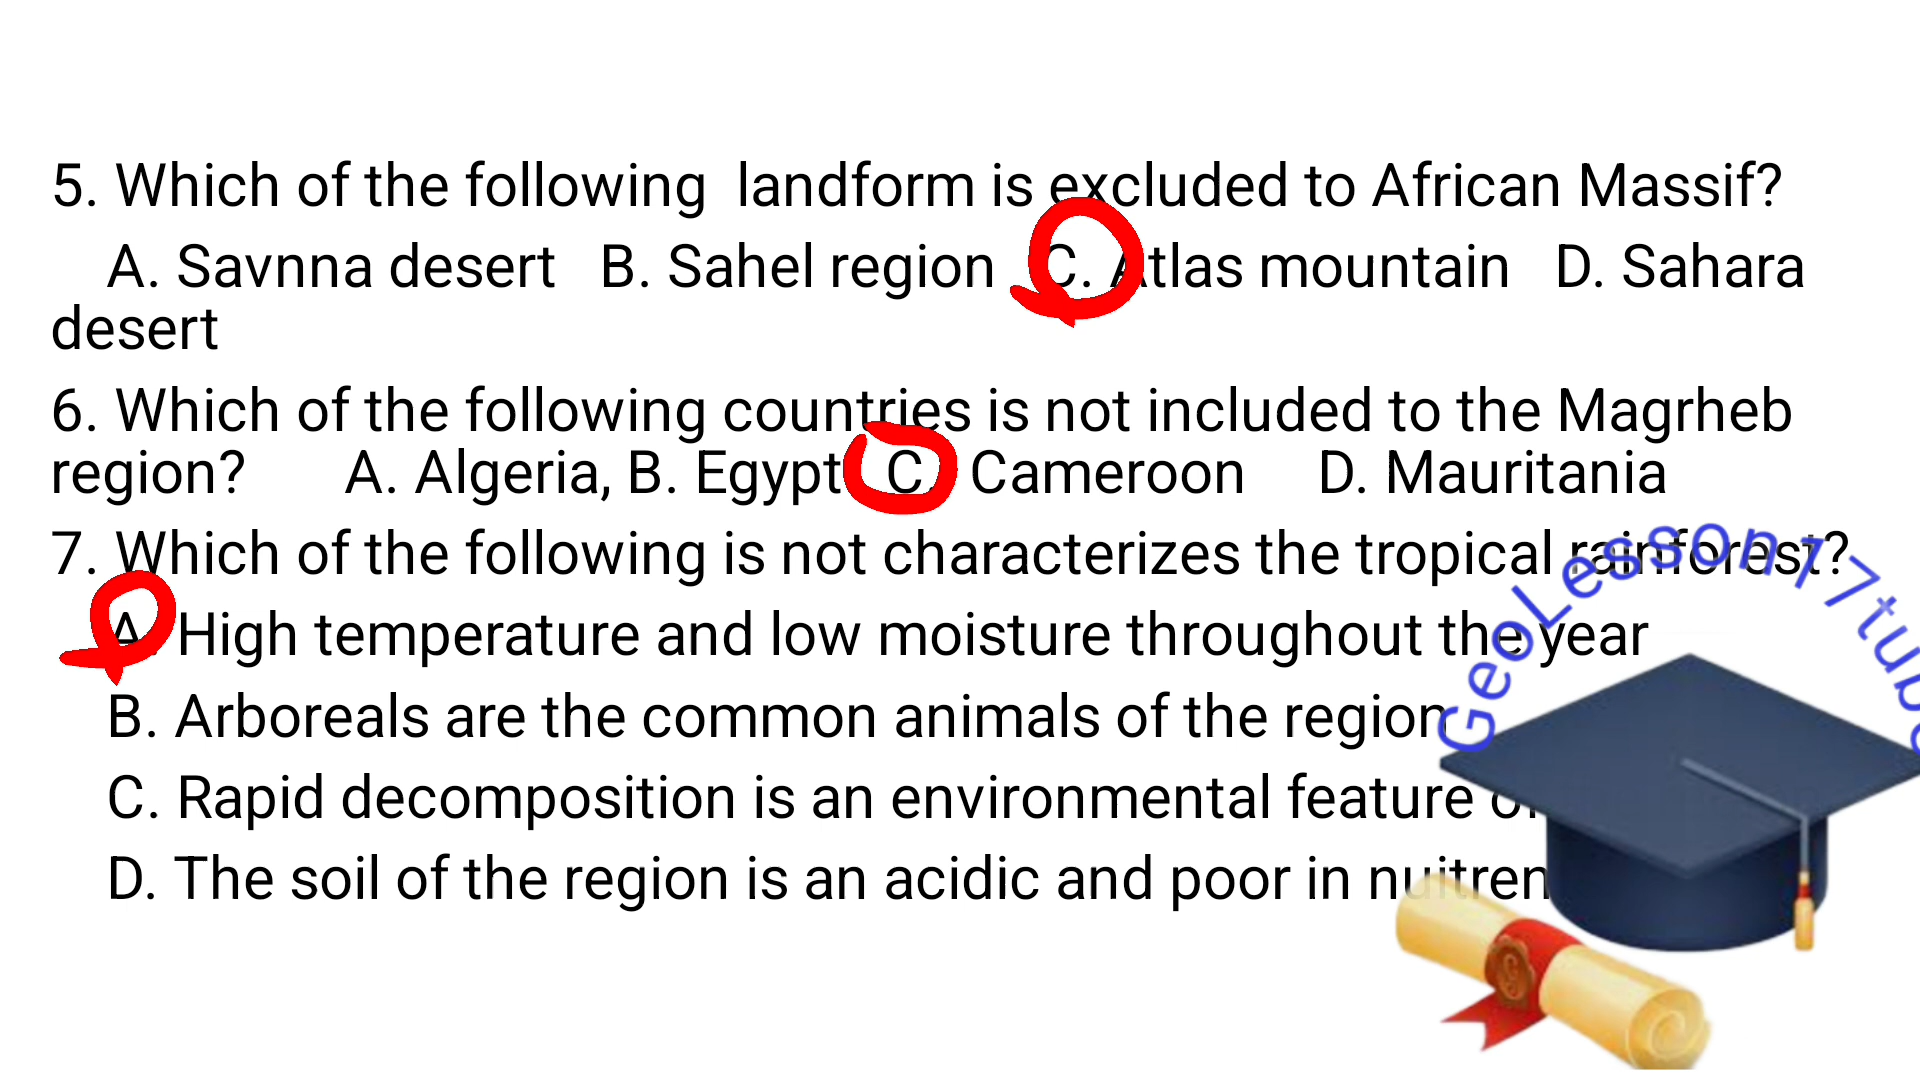 5. Which of the following landform is excluded to African Massif?
A. Savnna desert B. Sahel region C. Atlas mountain D. Sahara
desert
6. Which of the following countries is not included to the Magrheb
region? A. Algeria, B. Egypt C. Cameroon D. Mauritania
7. Which of the following is not characterizes the tropical rainforest?
A. High temperature and low moisture throughout the year
B. Arboreals are the common animals of the region
C. Rapid decomposition is an environmental feature
D. The soil of the region is an acidic and poor in
GeoLesson17tube